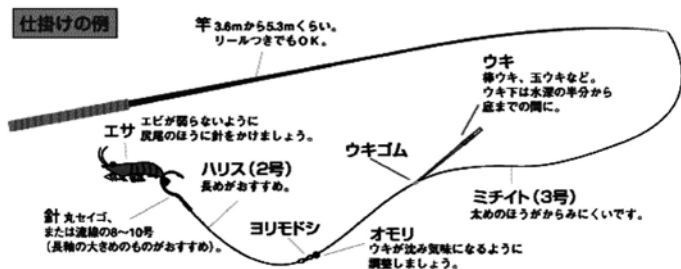 仕掛けの例
竿 3.6mから5.3mくらい。
リールつきでもOK。
ウキ
棒ウキ、玉ウキなど。
ウキ下は水深の半分から
底までの間に。
エサ エビが弱らないように
尻尾のほうに針をかけましょう。
ウキゴム
ハリス(2号)
長めがおすすめ。
ミチイト(3号)
太めのほうがからみにくいです。
針 丸セイゴ、
または流線の8〜10号
(長軸の大きめのものがおすすめ)。
ヨリモドシ
オモリ
ウキが沈み気味になるように
調整しましょう。